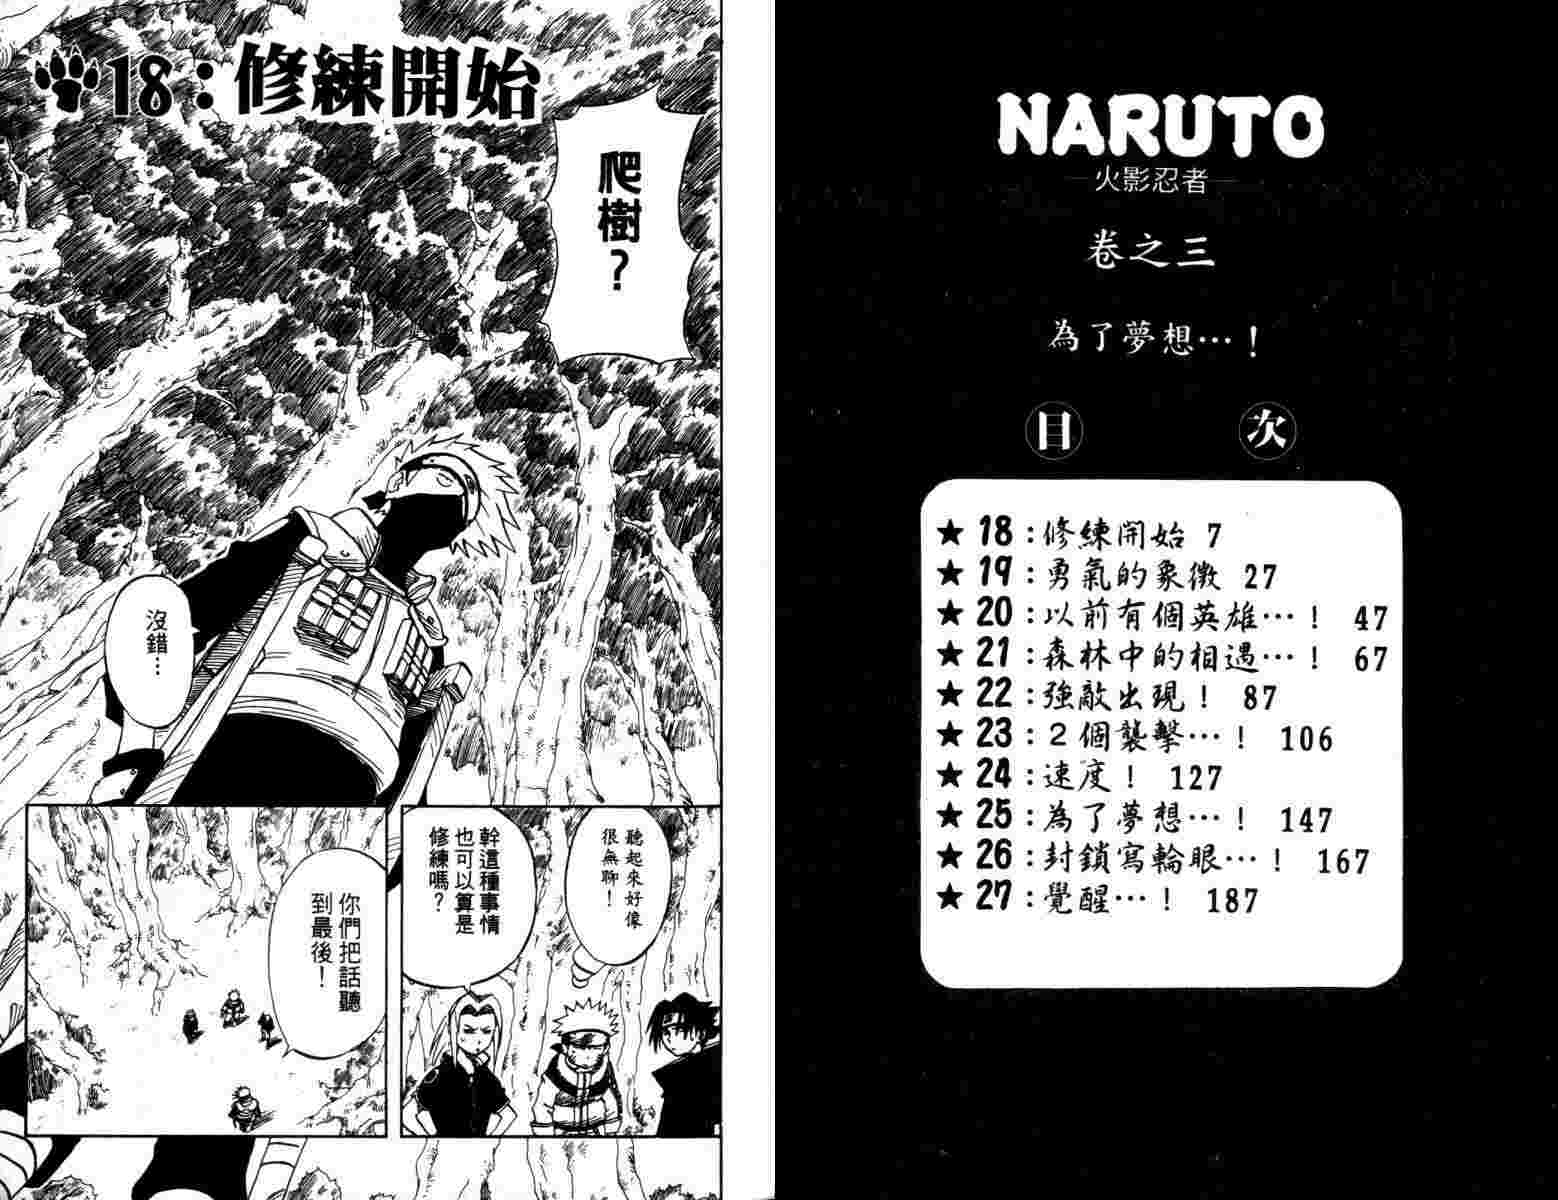 NARUTO
火影忍者
卷之三
為了夢想…!
目 次
★ 18：修練開始 7
★ 19：勇氣的象徵 27
★ 20：以前有個英雄…! 47
★ 21：森林中的相遇…! 67
★ 22：強敵出現! 87
★ 23：2個襲擊…! 106
★ 24：速度! 127
★ 25：為了夢想…! 147
★ 26：封鎖寫輪眼…! 167
★ 27：覺醒…! 187
18：修練開始
爬樹？
沒錯…
聽起來好像
很無聊！
幹這種事情
也可以算是
修練嗎？
你們把話聽
到最後！